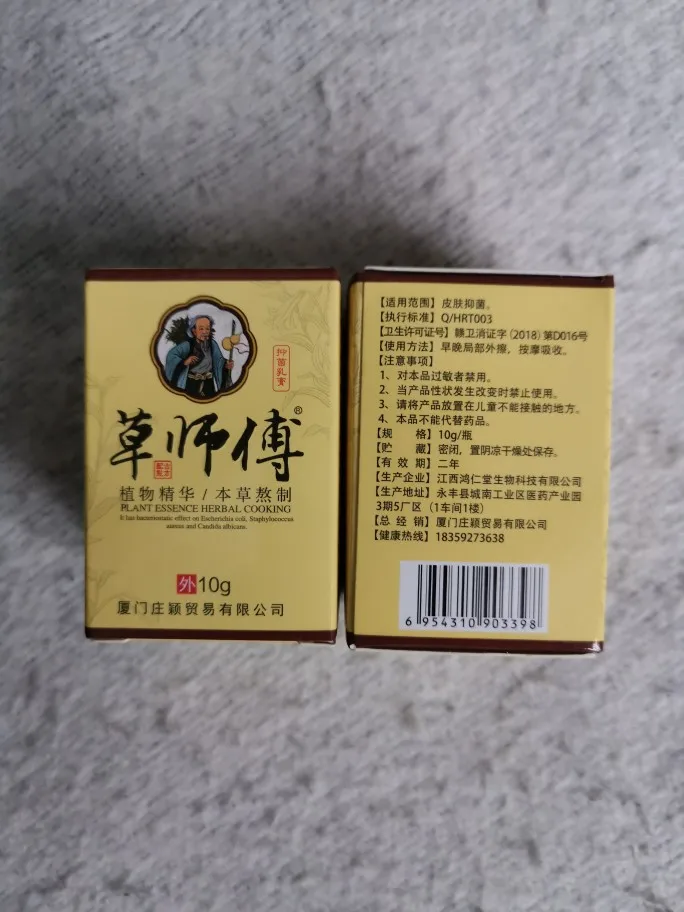 抑菌乳膏
草师傅®
植物精华/本草熬制
PLANT ESSENCE HERBAL COOKING
It has bacteriostatic effect on Escherichia coli, Staphylococcus
aureus and Candida albicans.
外10g
厦门庄颖贸易有限公司
【适用范围】皮肤抑菌。
【执行标准】Q/HRT003
【卫生许可证号】赣卫消证字(2018)第D016号
【使用方法】早晚局部外擦，按摩吸收。
【注意事项】
1、对本品过敏者禁用。
2、当产品性状发生改变时禁止使用。
3、请将产品放置在儿童不能接触的地方。
4、本品不能代替药品。
【规 格】10g/瓶
【贮 藏】密闭，置阴凉干燥处保存。
【有 效 期】二年
【生产企业】江西鸿仁堂生物科技有限公司
【生产地址】永丰县城南工业区医药产业园
3期5厂区（1车间1楼）
【总 经 销】厦门庄颖贸易有限公司
【健康热线】18359273638
6 954310 903398